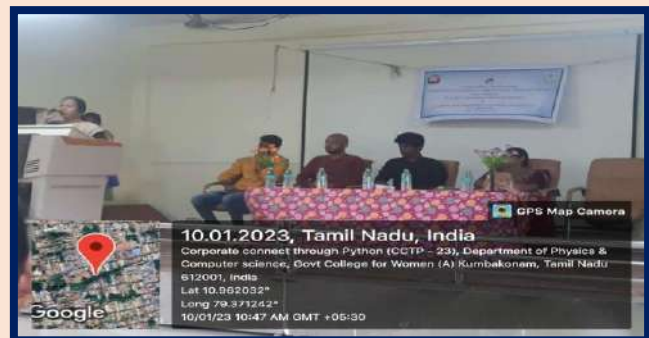 GPS Map Camera
10.01.2023, Tamil Nadu, India
Corporate connect through Python (CCTP - 23), Department of Physics &
Computer science, Govt College for Women (A) Kumbakonam, Tamil Nadu
612001, India
Lat 10.962032°
Long 79.371242°
10/01/23 10:47 AM GMT +05:30
Google